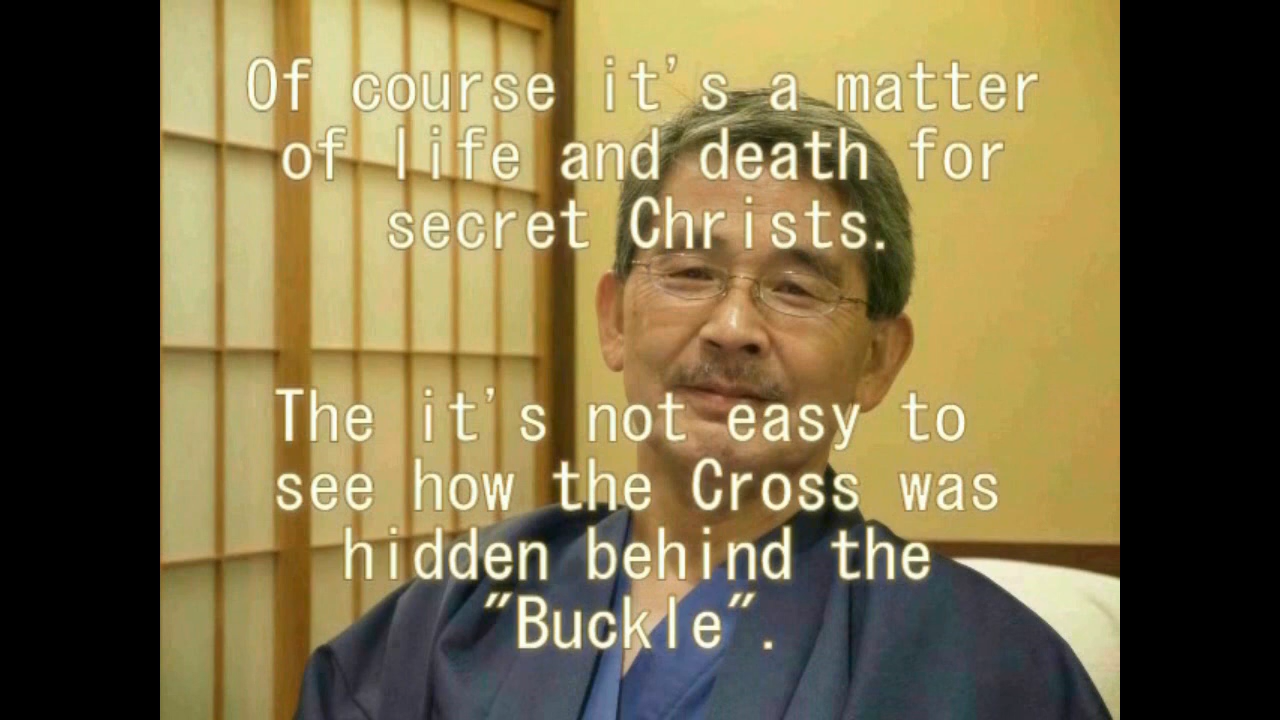 Of course it's a matter
of life and death for
secret Christs.
The it's not easy to
see how the Cross was
hidden behind the
"Buckle".